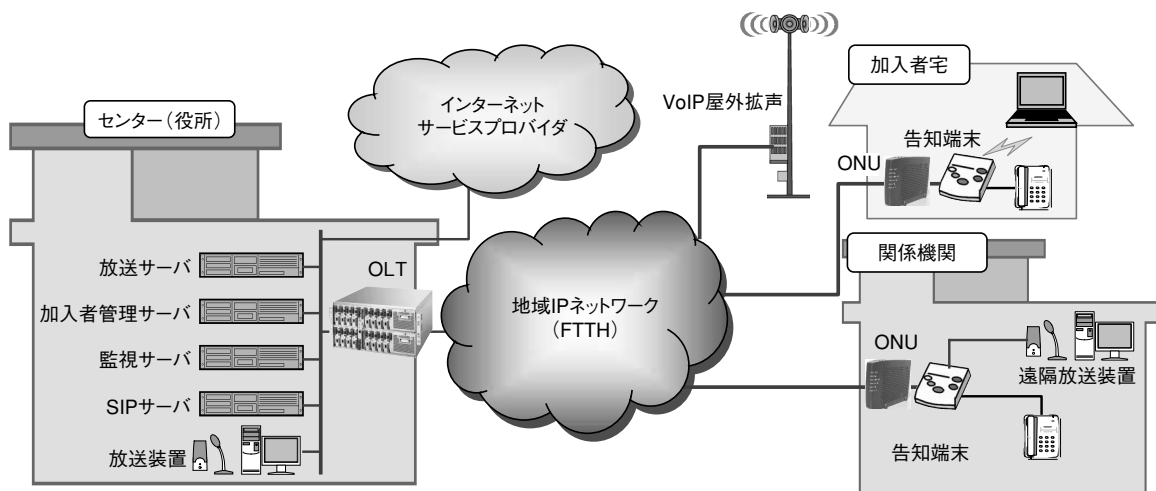 センター（役所）
放送サーバ
加入者管理サーバ
監視サーバ
SIPサーバ
放送装置
OLT
インターネット
サービスプロバイダ
地域IPネットワーク
（FTTH）
VoIP屋外拡声
加入者宅
告知端末
ONU
関係機関
ONU
遠隔放送装置
告知端末